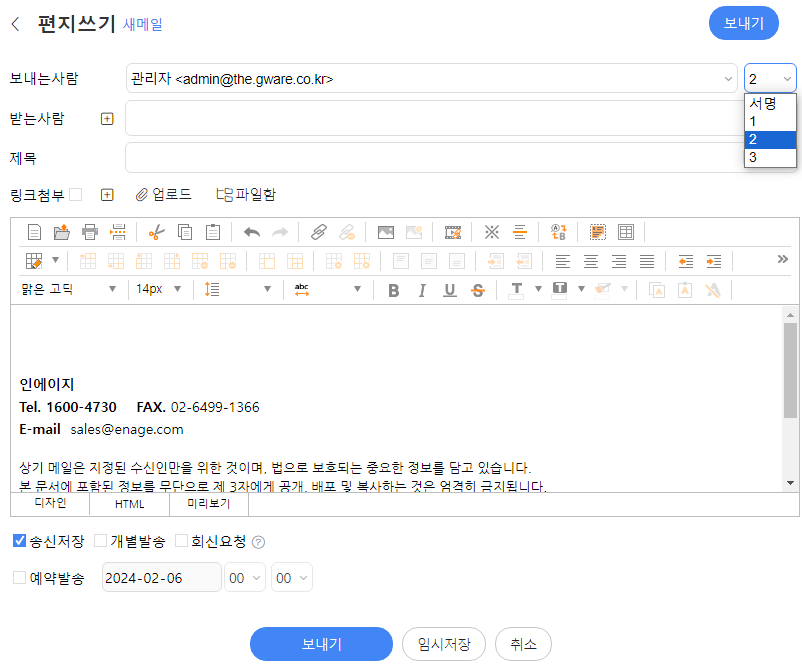 편지쓰기 새메일 보내기
보내는사람 관리자 <admin@the.gware.co.kr> 2
서명
1
2
3
받는사람
제목
링크첨부 업로드 파일함
맑은 고딕 14px abc B I U S T T
인에이지
Tel. 1600-4730 FAX. 02-6499-1366
E-mail sales@enage.com
상기 메일은 지정된 수신인만을 위한 것이며, 법으로 보호되는 중요한 정보를 담고 있습니다.
본 문서에 포함된 정보를 무단으로 제 3자에게 공개, 배포 및 복사하는 것은 엄격히 금지됩니다.
디자인 HTML 미리보기
송신저장 개별발송 회신요청 ?
예약발송 2024-02-06 00 00
보내기 임시저장 취소